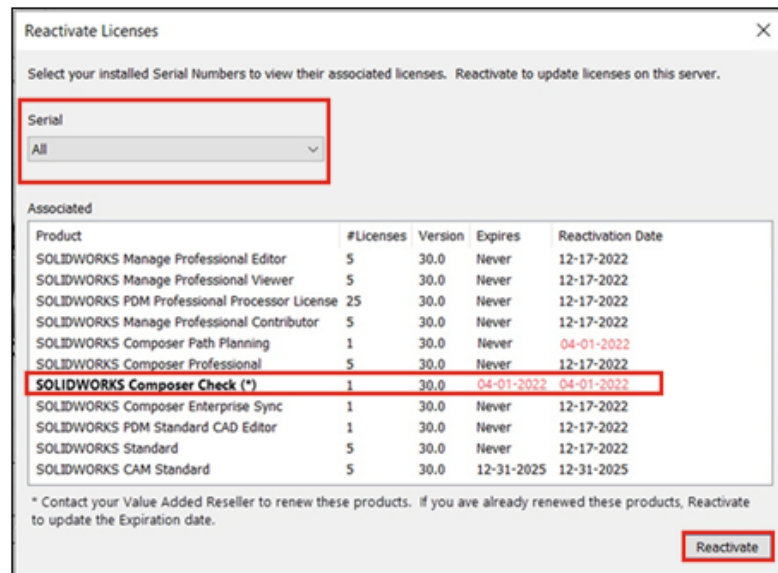 Reactivate Licenses
Select your installed Serial Numbers to view their associated licenses. Reactivate to update licenses on this server.
Serial
All
Associated
Product #Licenses Version Expires Reactivation Date
SOLIDWORKS Manage Professional Editor 5 30.0 Never 12-17-2022
SOLIDWORKS Manage Professional Viewer 5 30.0 Never 12-17-2022
SOLIDWORKS PDM Professional Processor License 25 30.0 Never 12-17-2022
SOLIDWORKS Manage Professional Contributor 5 30.0 Never 12-17-2022
SOLIDWORKS Composer Path Planning 1 30.0 Never 04-01-2022
SOLIDWORKS Composer Professional 5 30.0 Never 12-17-2022
SOLIDWORKS Composer Check (*) 1 30.0 04-01-2022 04-01-2022
SOLIDWORKS Composer Enterprise Sync 1 30.0 Never 12-17-2022
SOLIDWORKS PDM Standard CAD Editor 1 30.0 Never 12-17-2022
SOLIDWORKS Standard 5 30.0 Never 12-17-2022
SOLIDWORKS CAM Standard 5 30.0 12-31-2025 12-31-2025
* Contact your Value Added Reseller to renew these products. If you ave already renewed these products, Reactivate
to update the Expiration date.
Reactivate